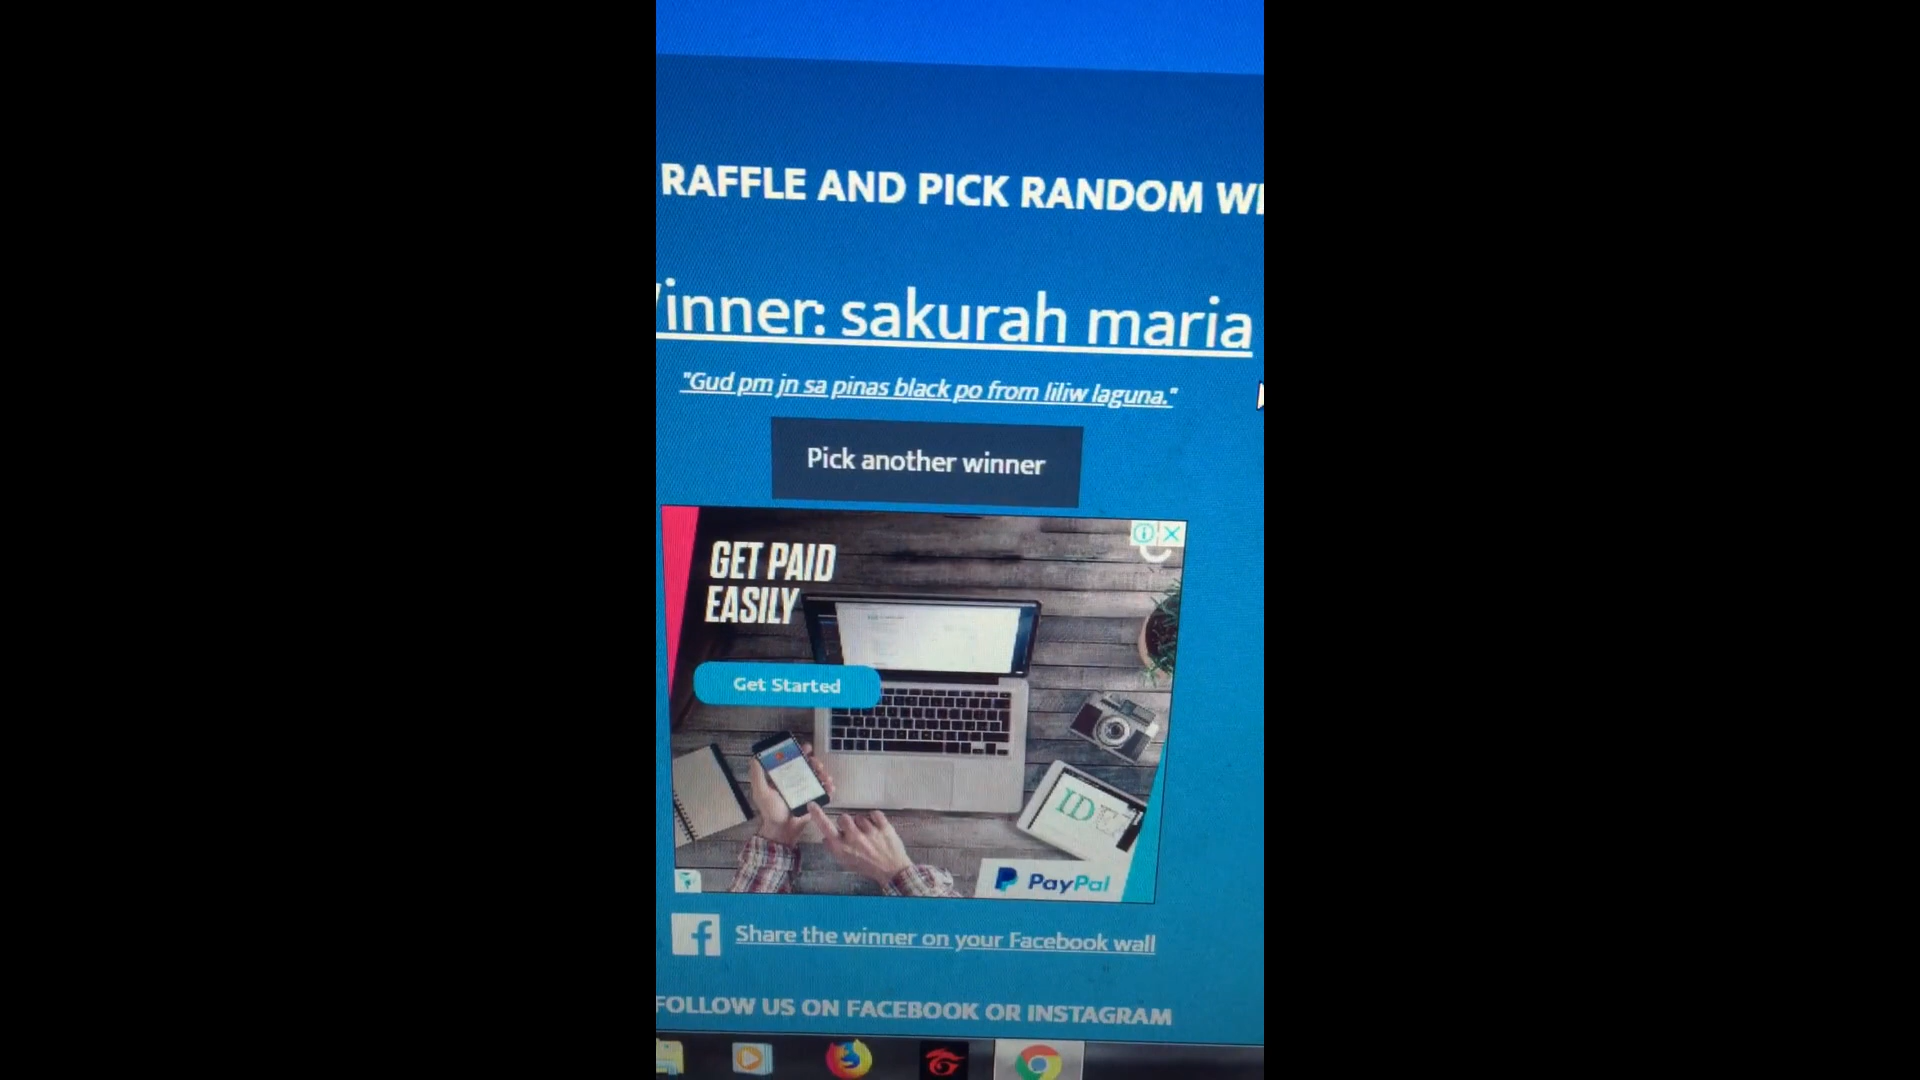 RAFFLE AND PICK RANDOM WI
inner: sakurah maria
"Gud pm jn sa pinas black po from liliw laguna."
Pick another winner
GET PAID
EASILY
Get Started
IDE
PayPal
Share the winner on your Facebook wall
FOLLOW US ON FACEBOOK OR INSTAGRAM